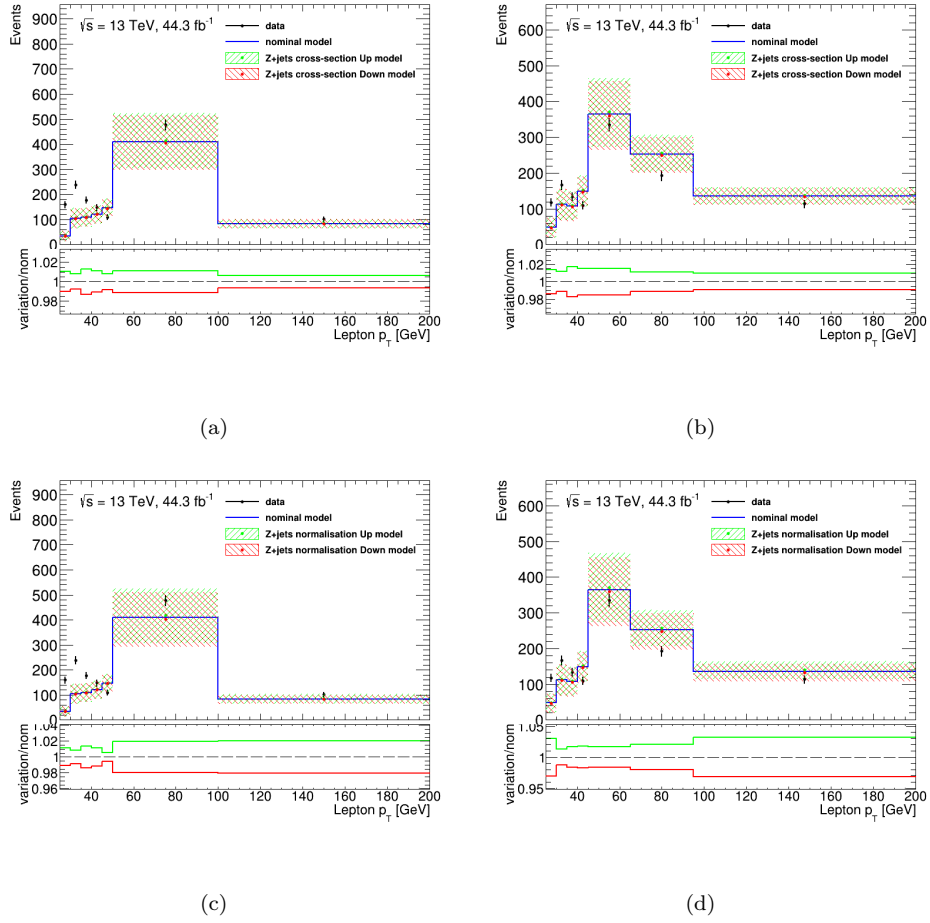 Events
900
800
700
600
500
400
300
200
100
0
√s = 13 TeV, 44.3 fb⁻¹
data
nominal model
Z+jets cross-section Up model
Z+jets cross-section Down model
variation/nom
1.02
1
0.98
40 60 80 100 120 140 160 180 200
Lepton p_T [GeV]
(a)
Events
600
500
400
300
200
100
0
√s = 13 TeV, 44.3 fb⁻¹
data
nominal model
Z+jets cross-section Up model
Z+jets cross-section Down model
variation/nom
1.02
1
0.98
40 60 80 100 120 140 160 180 200
Lepton p_T [GeV]
(b)
Events
900
800
700
600
500
400
300
200
100
0
√s = 13 TeV, 44.3 fb⁻¹
data
nominal model
Z+jets normalisation Up model
Z+jets normalisation Down model
variation/nom
1.04
1.02
1
0.98
0.96
40 60 80 100 120 140 160 180 200
Lepton p_T [GeV]
(c)
Events
600
500
400
300
200
100
0
√s = 13 TeV, 44.3 fb⁻¹
data
nominal model
Z+jets normalisation Up model
Z+jets normalisation Down model
variation/nom
1.05
1
0.95
40 60 80 100 120 140 160 180 200
Lepton p_T [GeV]
(d)